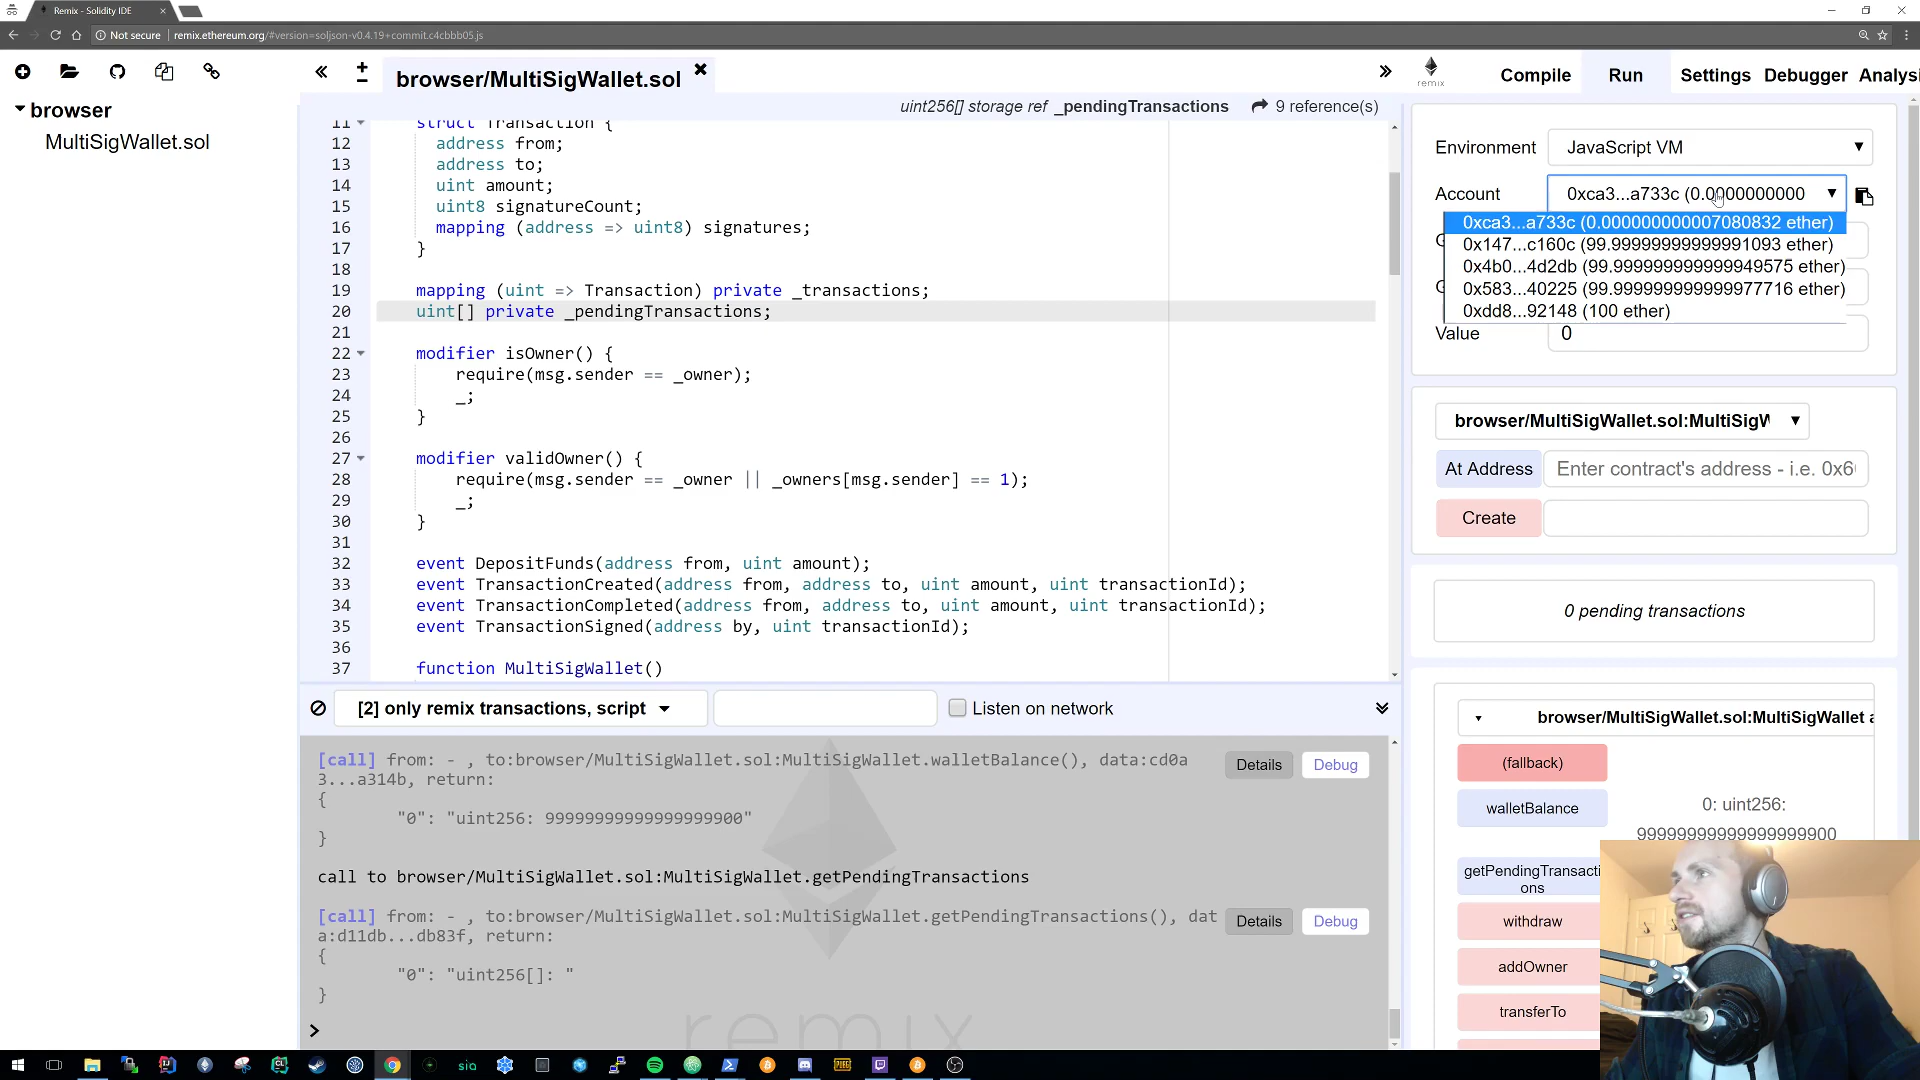 Remix - Solidity IDE
Not secure
remix.ethereum.org/#version=soljson-v0.4.19+commit.c4cbbb05.js
browser
MultiSigWallet.sol
browser/MultiSigWallet.sol
uint256[] storage ref _pendingTransactions
9 reference(s)
11 struct Transaction {
12 address from;
13 address to;
14 uint amount;
15 uint8 signatureCount;
16 mapping (address => uint8) signatures;
17 }
18
19 mapping (uint => Transaction) private _transactions;
20 uint[] private _pendingTransactions;
21
22 modifier isOwner() {
23 require(msg.sender == _owner);
24 _;
25 }
26
27 modifier validOwner() {
28 require(msg.sender == _owner || _owners[msg.sender] == 1);
29 _;
30 }
31
32 event DepositFunds(address from, uint amount);
33 event TransactionCreated(address from, address to, uint amount, uint transactionId);
34 event TransactionCompleted(address from, address to, uint amount, uint transactionId);
35 event TransactionSigned(address by, uint transactionId);
36
37 function MultiSigWallet()
[2] only remix transactions, script
Listen on network
[call] from: - , to:browser/MultiSigWallet.sol:MultiSigWallet.walletBalance(), data:cd0a
3...a314b, return:
{
"0": "uint256: 99999999999999999900"
}
Details
Debug
call to browser/MultiSigWallet.sol:MultiSigWallet.getPendingTransactions
[call] from: - , to:browser/MultiSigWallet.sol:MultiSigWallet.getPendingTransactions(), dat
a:d11db...db83f, return:
{
"0": "uint256[]: "
}
Details
Debug
remix
>
remix
Compile
Run
Settings
Debugger
Analysi
Environment
JavaScript VM
Account
0xca3...a733c (0.0000000000
0xca3...a733c (0.000000000007080832 ether)
0x147...c160c (99.99999999999991093 ether)
0x4b0...4d2db (99.999999999999949575 ether)
0x583...40225 (99.999999999999977716 ether)
0xdd8...92148 (100 ether)
Value
0
browser/MultiSigWallet.sol:MultiSigW
At Address
Enter contract's address - i.e. 0x6
Create
0 pending transactions
browser/MultiSigWallet.sol:MultiSigWallet a
(fallback)
walletBalance
0: uint256:
99999999999999999900
getPendingTransacti
ons
withdraw
addOwner
transferTo
sia